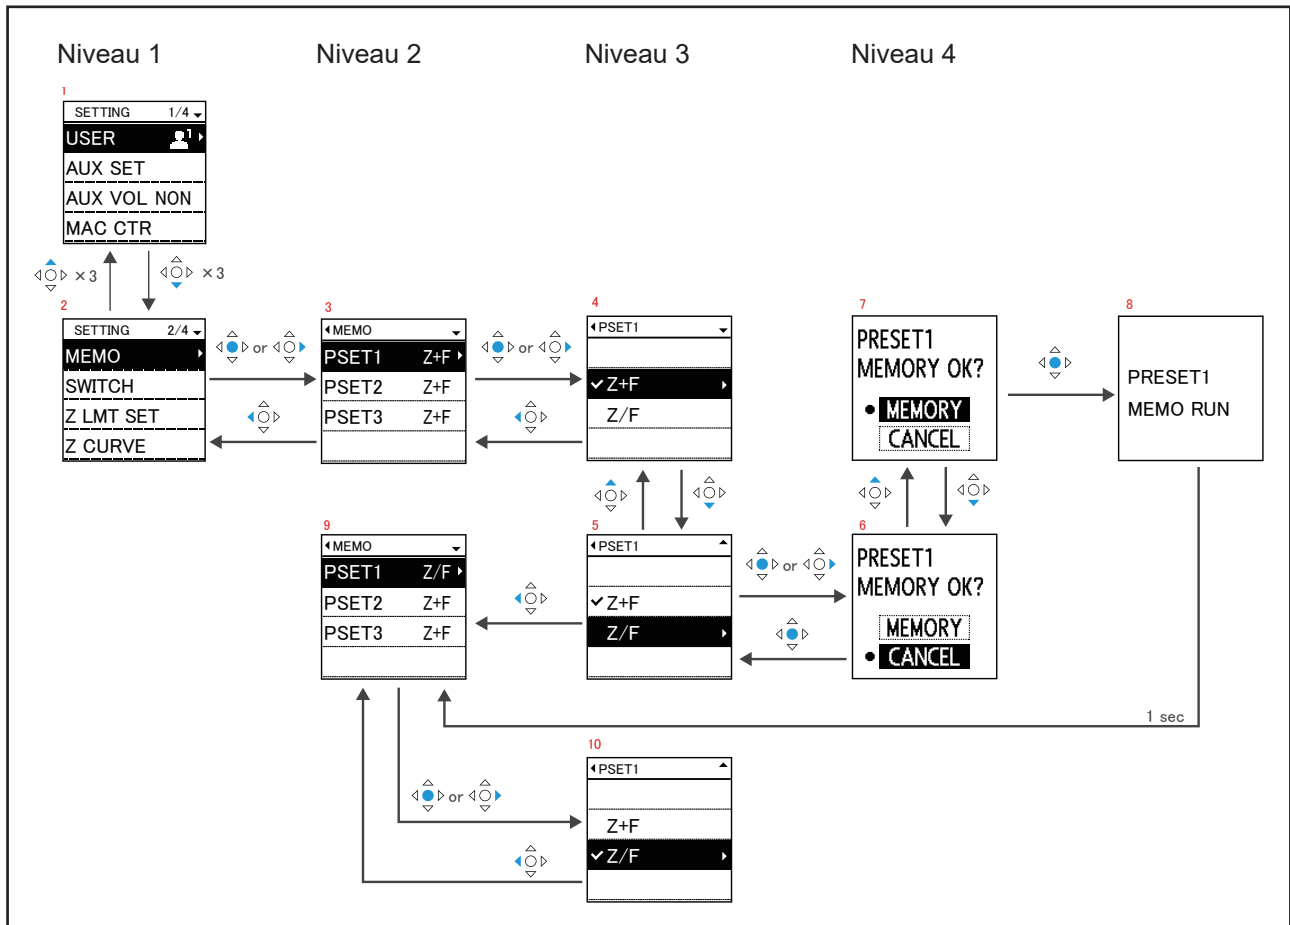 Niveau 1
Niveau 2
Niveau 3
Niveau 4
1
SETTING 1/4
USER 1
AUX SET
AUX VOL NON
MAC CTR
×3
×3
2
SETTING 2/4
MEMO
SWITCH
Z LMT SET
Z CURVE
or
3
MEMO
PSET1 Z+F
PSET2 Z+F
PSET3 Z+F
or
4
PSET1
Z+F
Z/F
7
PRESET1
MEMORY OK?
MEMORY
CANCEL
8
PRESET1
MEMO RUN
9
MEMO
PSET1 Z/F
PSET2 Z+F
PSET3 Z+F
5
PSET1
Z+F
Z/F
or
6
PRESET1
MEMORY OK?
MEMORY
CANCEL
1 sec
or
10
PSET1
Z+F
Z/F